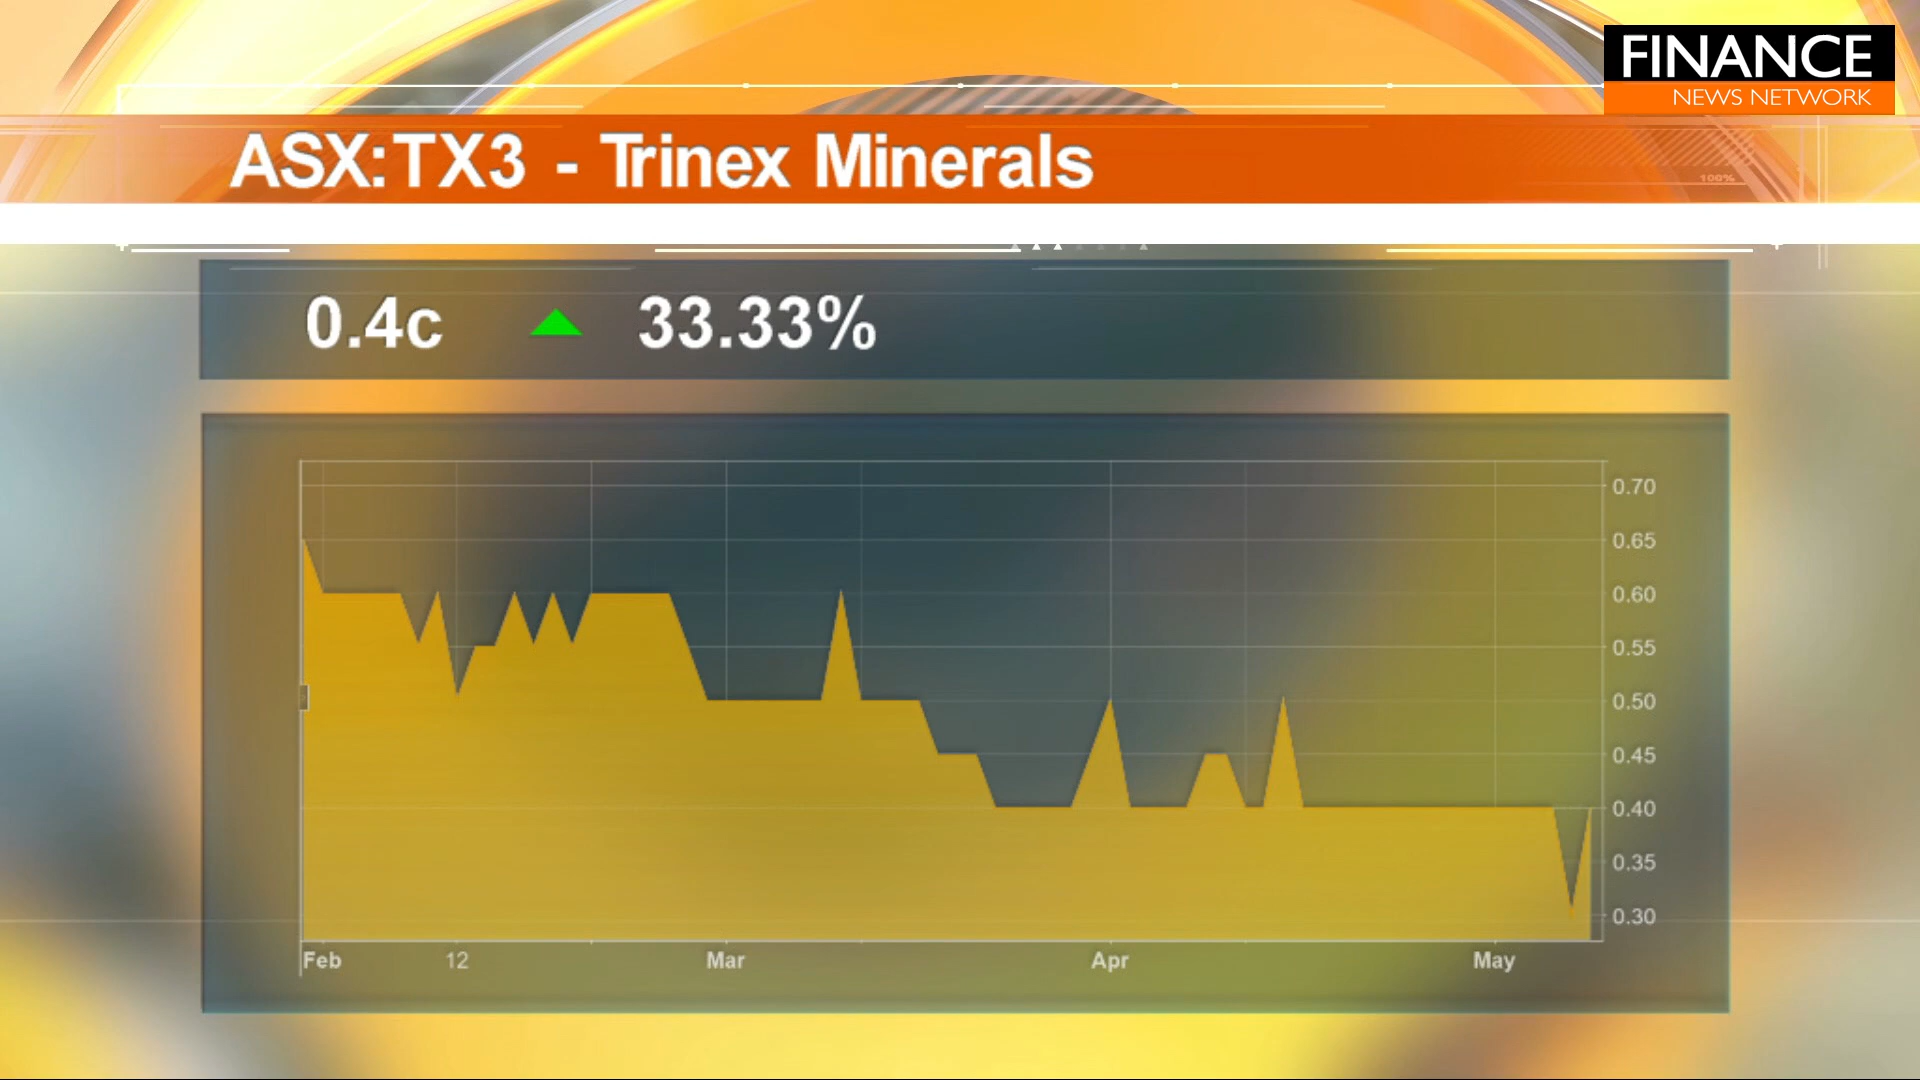 FINANCE
NEWS NETWORK
ASX:TX3 - Trinex Minerals
100%
0.4c 33.33%
0.70
0.65
0.60
0.55
0.50
0.45
0.40
0.35
0.30
Feb 12 Mar Apr May